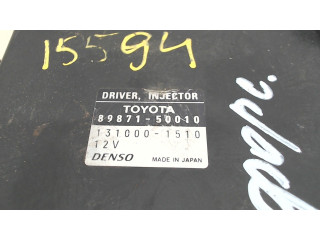 15594
DRIVER, INJECTOR
TOYOTA
89871-50010
131000-1510
12V
DENSO MADE IN JAPAN